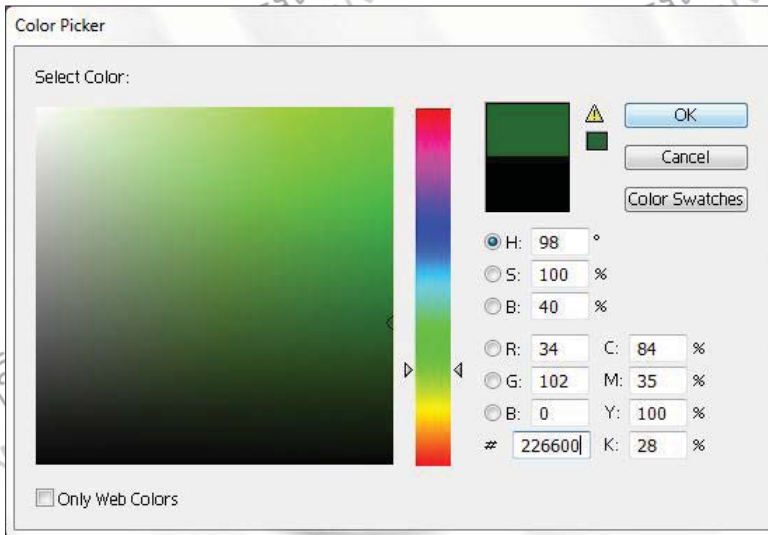 Color Picker
Select Color:
OK
Cancel
Color Swatches
H: 98 °
S: 100 %
B: 40 %
R: 34 C: 84 %
G: 102 M: 35 %
B: 0 Y: 100 %
# 226600 K: 28 %
Only Web Colors